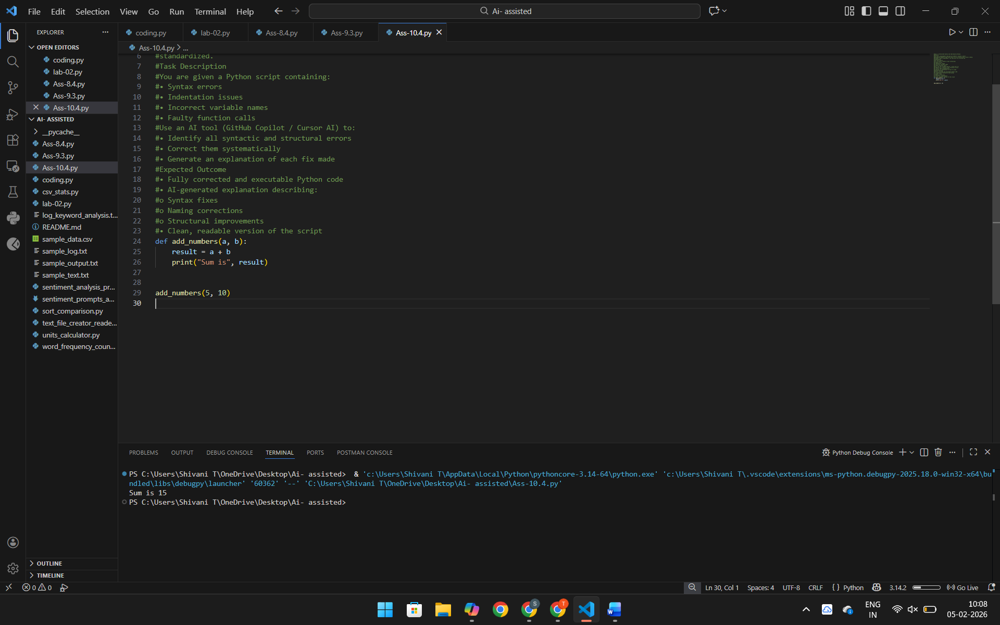 File Edit Selection View Go Run Terminal Help
Ai- assisted
EXPLORER
OPEN EDITORS
coding.py
lab-02.py
Ass-8.4.py
Ass-9.3.py
Ass-10.4.py
AI- ASSISTED
__pycache__
Ass-8.4.py
Ass-9.3.py
Ass-10.4.py
coding.py
csv_stats.py
lab-02.py
log_keyword_analysis.t...
README.md
sample_data.csv
sample_log.txt
sample_output.txt
sample_text.txt
sentiment_analysis_pr...
sentiment_prompts_a...
sort_comparison.py
text_file_creator_reade...
units_calculator.py
word_frequency_coun...
OUTLINE
TIMELINE
coding.py lab-02.py Ass-8.4.py Ass-9.3.py Ass-10.4.py
Ass-10.4.py > ...
6 #standardized.
7 #Task Description
8 #You are given a Python script containing:
9 #• Syntax errors
10 #• Indentation issues
11 #• Incorrect variable names
12 #• Faulty function calls
13 #Use an AI tool (GitHub Copilot / Cursor AI) to:
14 #• Identify all syntactic and structural errors
15 #• Correct them systematically
16 #• Generate an explanation of each fix made
17 #Expected Outcome
18 #• Fully corrected and executable Python code
19 #• AI-generated explanation describing:
20 #o Syntax fixes
21 #o Naming corrections
22 #o Structural improvements
23 #• Clean, readable version of the script
24 def add_numbers(a, b):
25 result = a + b
26 print("Sum is", result)
27
28
29 add_numbers(5, 10)
30
PROBLEMS OUTPUT DEBUG CONSOLE TERMINAL PORTS POSTMAN CONSOLE
Python Debug Console
PS C:\Users\Shivani T\OneDrive\Desktop\Ai- assisted>  & 'c:\Users\Shivani T\AppData\Local\Python\pythoncore-3.14-64\python.exe' 'c:\Users\Shivani T\.vscode\extensions\ms-python.debugpy-2025.18.0-win32-x64\bu
ndled\libs\debugpy\launcher' '60362' '--' 'C:\Users\Shivani T\OneDrive\Desktop\Ai- assisted\Ass-10.4.py'
Sum is 15
PS C:\Users\Shivani T\OneDrive\Desktop\Ai- assisted>
0 0
Ln 30, Col 1 Spaces: 4 UTF-8 CRLF { } Python 3.14.2 Go Live
S T
ENG
IN
10:08
05-02-2026